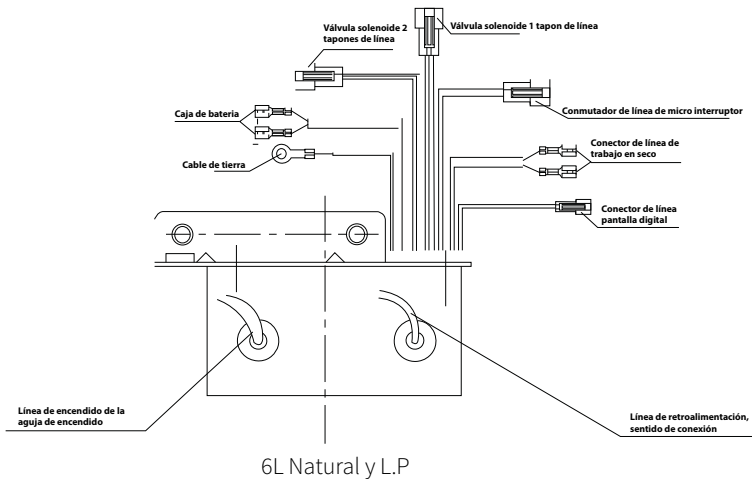 Válvula solenoide 2
tapones de línea
Válvula solenoide 1 tapon de línea
Caja de bateria
Conmutador de línea de micro interruptor
Cable de tierra
Conector de línea de
trabajo en seco
Conector de línea
pantalla digital
Línea de encendido de la
aguja de encendido
Línea de retroalimentación,
sentido de conexión
6L Natural y L.P